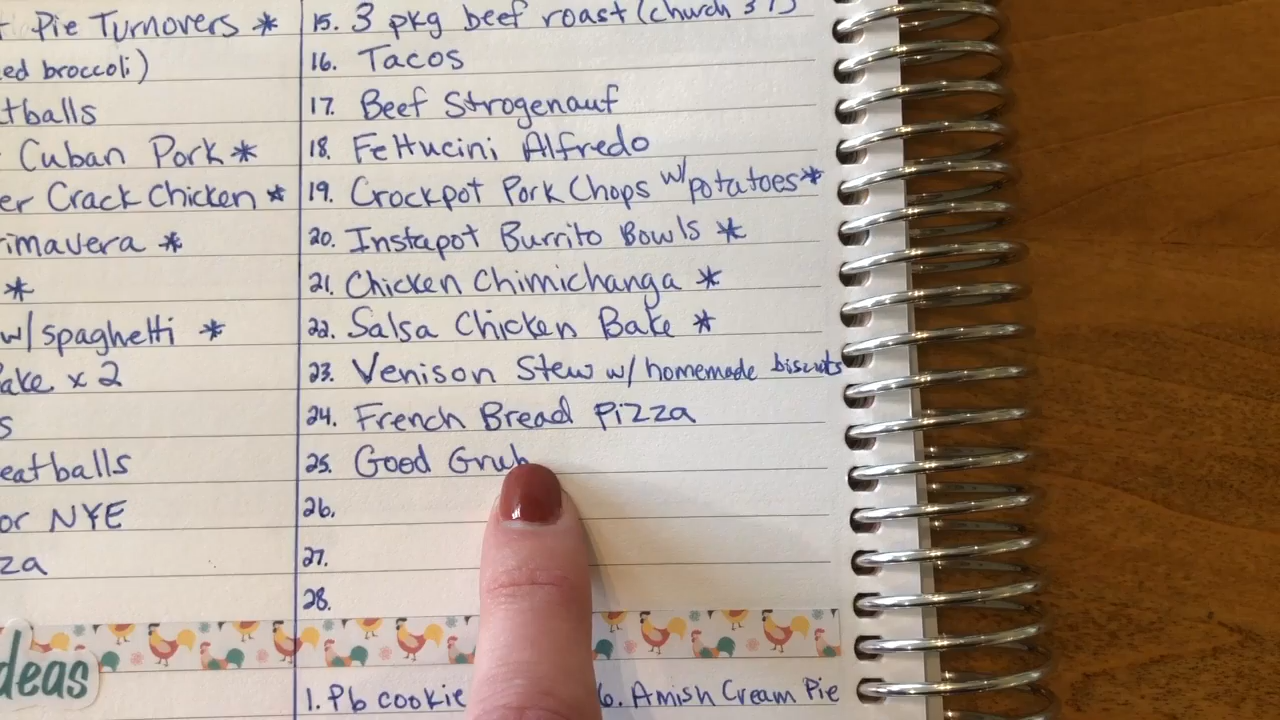 Pie Turnovers *
ed broccoli)
tballs
Cuban Pork *
er Crack Chicken *
rimavera *
*
w/ spaghetti *
ake x 2
s
eatballs
or NYE
za
deas
15. 3 pkg beef roast (church
16. Tacos
17. Beef Strogenauf
18. Fettucini Alfredo
19. Crockpot Pork Chops w/potatoes *
20. Instapot Burrito Bowls *
21. Chicken Chimichanga *
22. Salsa Chicken Bake *
23. Venison Stew w/ homemade biscuits
24. French Bread Pizza
25. Good Grub
26.
27.
28.
1. Pb cookie
6. Amish Cream Pie